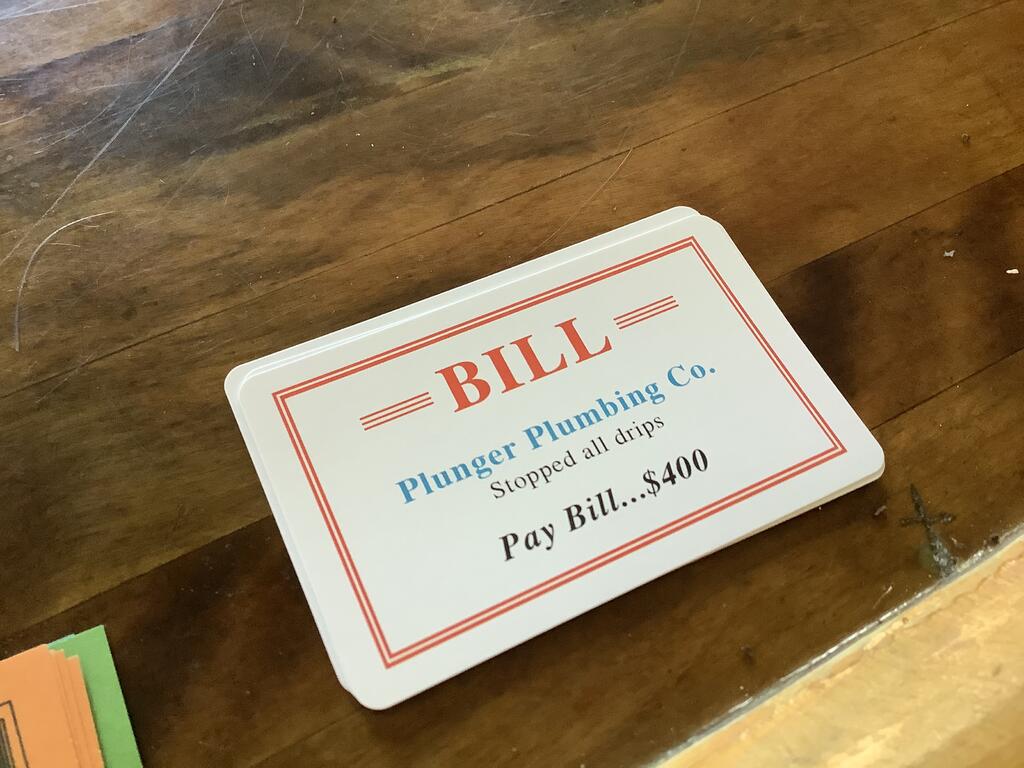 BILL
Plunger Plumbing Co.
Stopped all drips
Pay Bill...$400